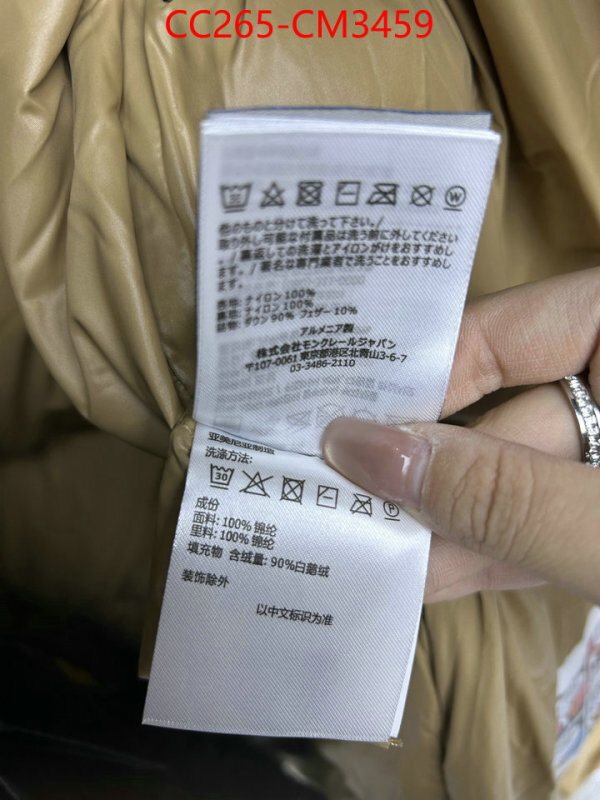 CC265-CM3459
色のものと分けて洗って下さい。/
取り外し可能な付属品は洗う前に外してください
。/ 裏返しての洗濯とアイロンがけをおすすめし
ます。/ 著名な専門業者で洗うことをおすすめし
ます。
表地: ナイロン 100%
裏地: ナイロン 100%
詰物: ダウン 90% フェザー 10%
アルメニア製
株式会社モンクレールジャパン
〒107-0061 東京都港区北青山3-6-7
03-3486-2110
亚美尼亚制造
洗涤方法:
30
成份
面料: 100% 锦纶
里料: 100% 锦纶
填充物 含绒量: 90%白鹅绒
装饰除外
以中文标识为准